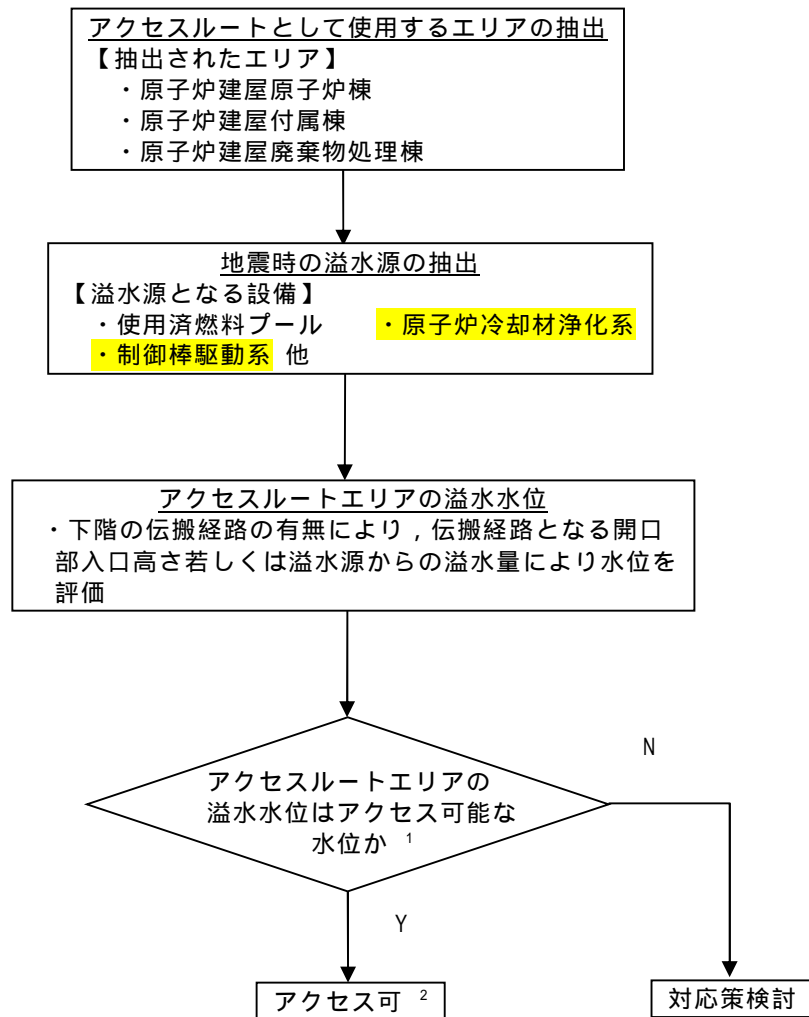 アクセスルートとして使用するエリアの抽出
【抽出されたエリア】
・原子炉建屋原子炉棟
・原子炉建屋付属棟
・原子炉建屋廃棄物処理棟
地震時の溢水源の抽出
【溢水源となる設備】
・使用済燃料プール ・原子炉冷却材浄化系
・制御棒駆動系 他
アクセスルートエリアの溢水水位
・下階の伝搬経路の有無により,伝搬経路となる開口
部入口高さ若しくは溢水源からの溢水量により水位を
評価
アクセスルートエリアの
溢水水位はアクセス可能な
水位か 1
N
Y
アクセス可 2
対応策検討